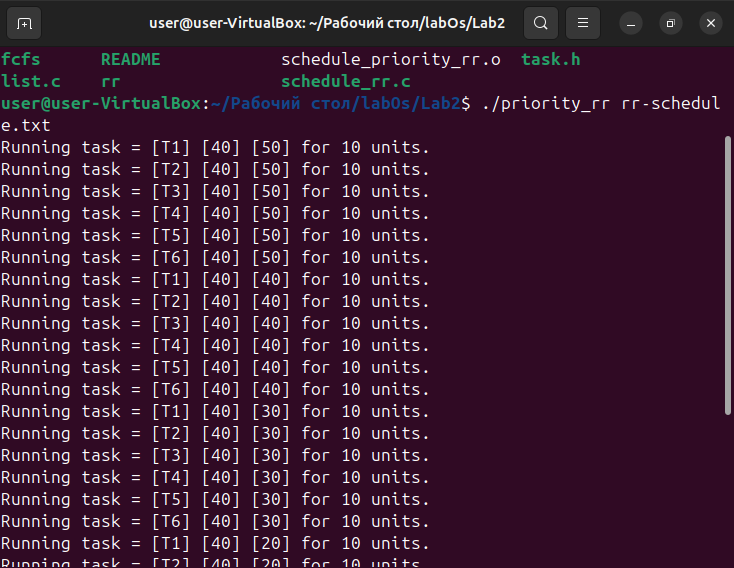 user@user-VirtualBox: ~/Рабочий стол/labOs/Lab2
fcfs README schedule_priority_rr.o task.h
list.c rr schedule_rr.c
user@user-VirtualBox:~/Рабочий стол/labOs/Lab2$ ./priority_rr rr-schedul
e.txt
Running task = [T1] [40] [50] for 10 units.
Running task = [T2] [40] [50] for 10 units.
Running task = [T3] [40] [50] for 10 units.
Running task = [T4] [40] [50] for 10 units.
Running task = [T5] [40] [50] for 10 units.
Running task = [T6] [40] [50] for 10 units.
Running task = [T1] [40] [40] for 10 units.
Running task = [T2] [40] [40] for 10 units.
Running task = [T3] [40] [40] for 10 units.
Running task = [T4] [40] [40] for 10 units.
Running task = [T5] [40] [40] for 10 units.
Running task = [T6] [40] [40] for 10 units.
Running task = [T1] [40] [30] for 10 units.
Running task = [T2] [40] [30] for 10 units.
Running task = [T3] [40] [30] for 10 units.
Running task = [T4] [40] [30] for 10 units.
Running task = [T5] [40] [30] for 10 units.
Running task = [T6] [40] [30] for 10 units.
Running task = [T1] [40] [20] for 10 units.
Running task = [T2] [40] [20] for 10 units.